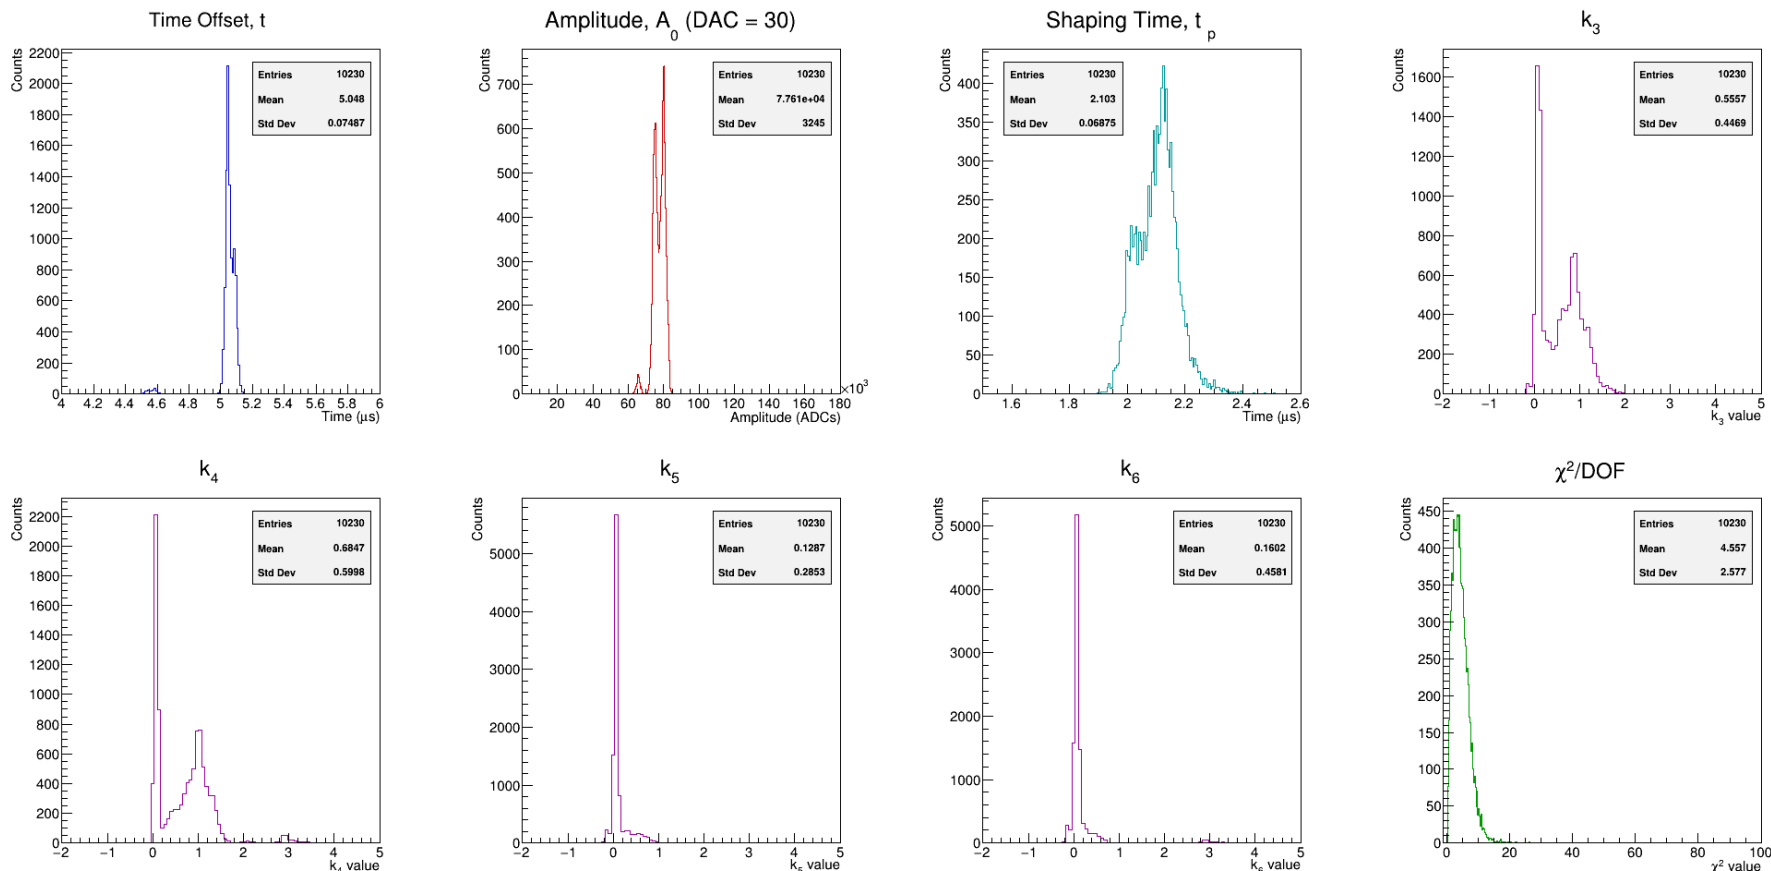 Time Offset, t
Counts
2200
2000
1800
1600
1400
1200
1000
800
600
400
200
0
Entries 10230
Mean 5.048
Std Dev 0.07487
4 4.2 4.4 4.6 4.8 5 5.2 5.4 5.6 5.8 6
Time (μs)
Amplitude, A0 (DAC = 30)
Counts
700
600
500
400
300
200
100
0
Entries 10230
Mean 7.761e+04
Std Dev 3245
20 40 60 80 100 120 140 160 180
×10³
Amplitude (ADCs)
Shaping Time, t p
Counts
400
350
300
250
200
150
100
50
0
Entries 10230
Mean 2.103
Std Dev 0.06875
1.6 1.8 2 2.2 2.4 2.6
Time (μs)
k3
Counts
1600
1400
1200
1000
800
600
400
200
0
Entries 10230
Mean 0.5557
Std Dev 0.4469
−2 −1 0 1 2 3 4 5
k3 value
k4
Counts
2200
2000
1800
1600
1400
1200
1000
800
600
400
200
0
Entries 10230
Mean 0.6847
Std Dev 0.5998
−2 −1 0 1 2 3 4 5
k4 value
k5
Counts
5000
4000
3000
2000
1000
0
Entries 10230
Mean 0.1287
Std Dev 0.2853
−2 −1 0 1 2 3 4 5
k5 value
k6
Counts
5000
4000
3000
2000
1000
0
Entries 10230
Mean 0.1602
Std Dev 0.4581
−2 −1 0 1 2 3 4 5
k6 value
χ²/DOF
Counts
450
400
350
300
250
200
150
100
50
0
Entries 10230
Mean 4.557
Std Dev 2.577
0 20 40 60 80 100
χ² value